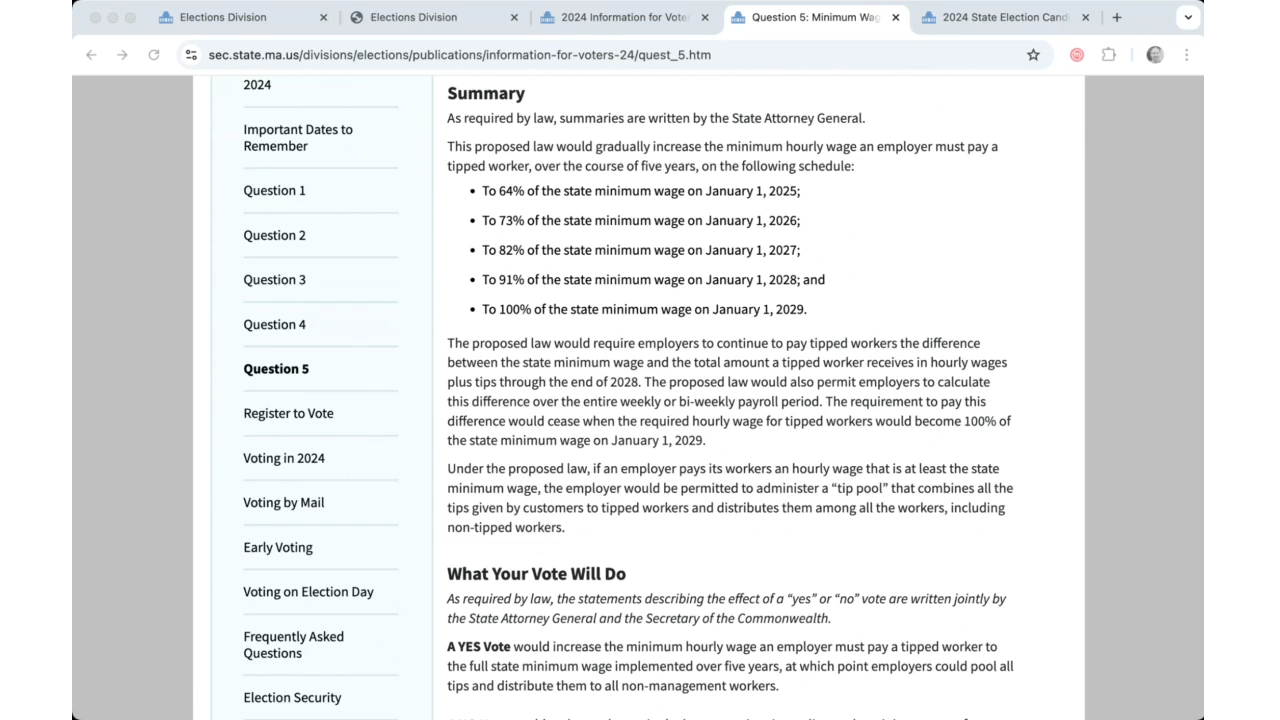 Elections Division
Elections Division
2024 Information for Vote
Question 5: Minimum Wag
2024 State Election Cand
sec.state.ma.us/divisions/elections/publications/information-for-voters-24/quest_5.htm
2024
Important Dates to
Remember
Question 1
Question 2
Question 3
Question 4
Question 5
Register to Vote
Voting in 2024
Voting by Mail
Early Voting
Voting on Election Day
Frequently Asked
Questions
Election Security
Summary
As required by law, summaries are written by the State Attorney General.
This proposed law would gradually increase the minimum hourly wage an employer must pay a
tipped worker, over the course of five years, on the following schedule:
• To 64% of the state minimum wage on January 1, 2025;
• To 73% of the state minimum wage on January 1, 2026;
• To 82% of the state minimum wage on January 1, 2027;
• To 91% of the state minimum wage on January 1, 2028; and
• To 100% of the state minimum wage on January 1, 2029.
The proposed law would require employers to continue to pay tipped workers the difference
between the state minimum wage and the total amount a tipped worker receives in hourly wages
plus tips through the end of 2028. The proposed law would also permit employers to calculate
this difference over the entire weekly or bi-weekly payroll period. The requirement to pay this
difference would cease when the required hourly wage for tipped workers would become 100% of
the state minimum wage on January 1, 2029.
Under the proposed law, if an employer pays its workers an hourly wage that is at least the state
minimum wage, the employer would be permitted to administer a “tip pool” that combines all the
tips given by customers to tipped workers and distributes them among all the workers, including
non-tipped workers.
What Your Vote Will Do
As required by law, the statements describing the effect of a “yes” or “no” vote are written jointly by
the State Attorney General and the Secretary of the Commonwealth.
A YES Vote would increase the minimum hourly wage an employer must pay a tipped worker to
the full state minimum wage implemented over five years, at which point employers could pool all
tips and distribute them to all non-management workers.